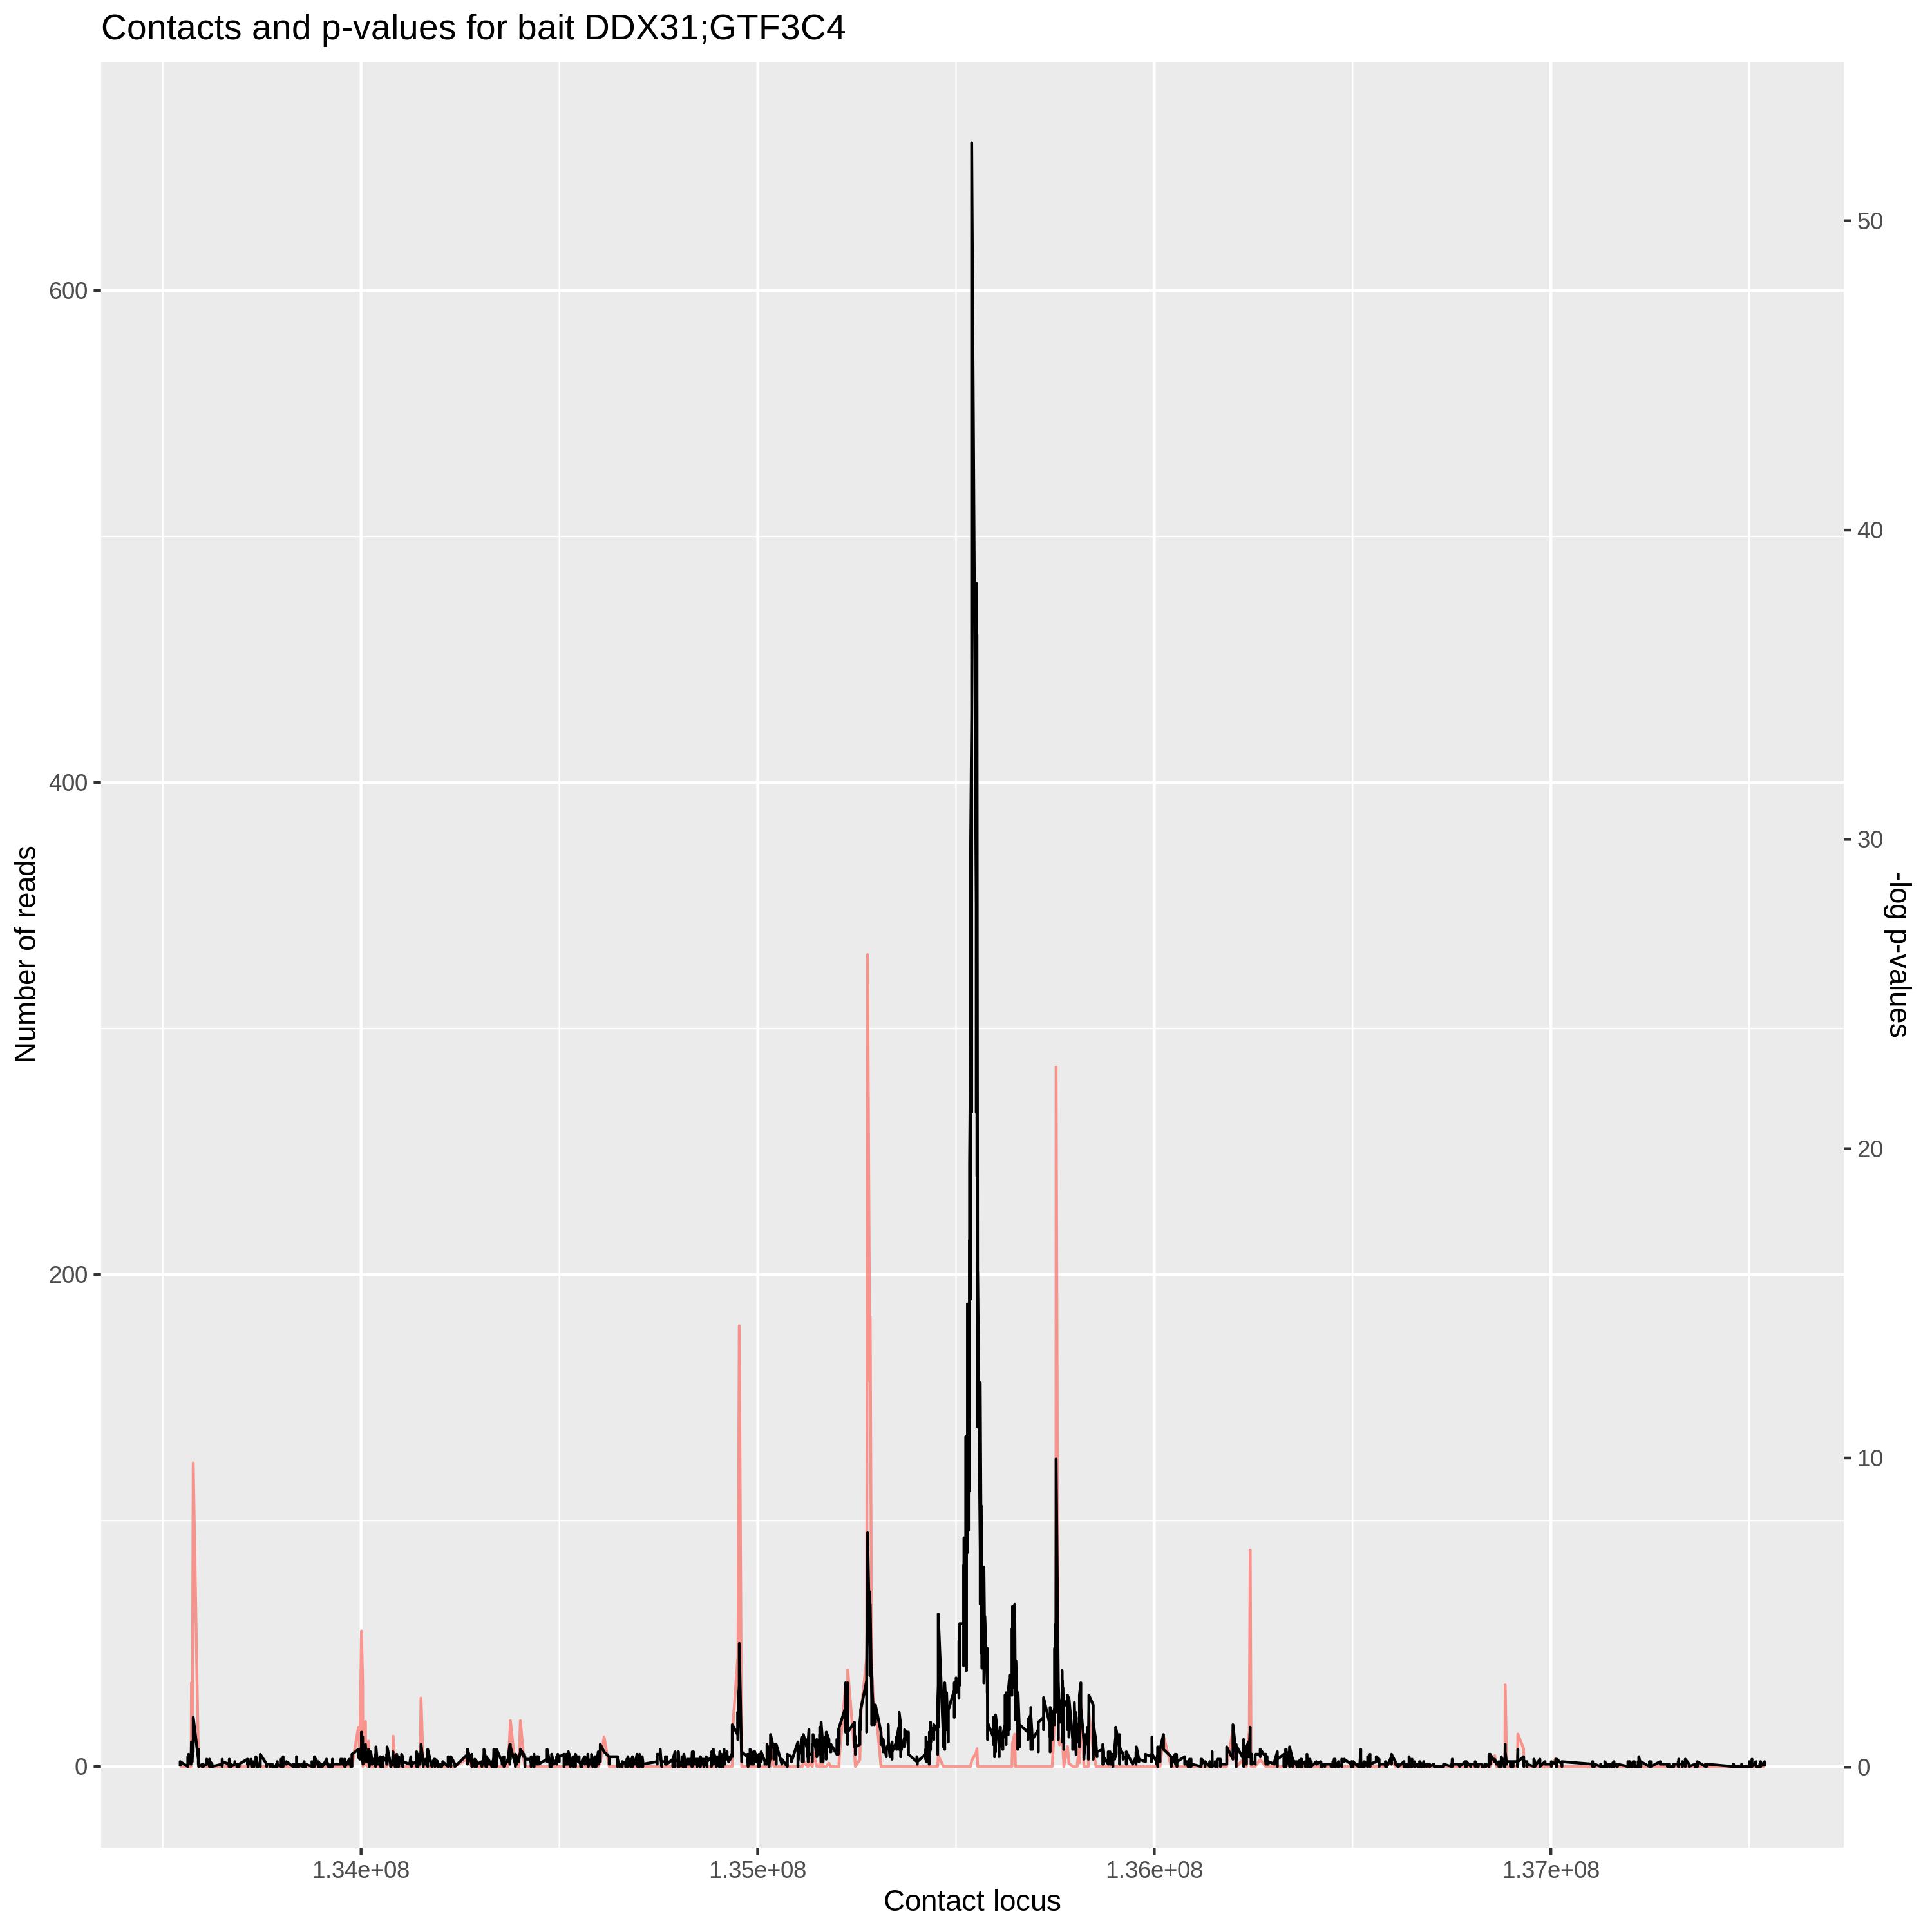 Contacts and p-values for bait DDX31;GTF3C4
Number of reads
600
400
200
0
50
40
30
20
10
0
-log p-values
1.34e+08
1.35e+08
1.36e+08
1.37e+08
Contact locus